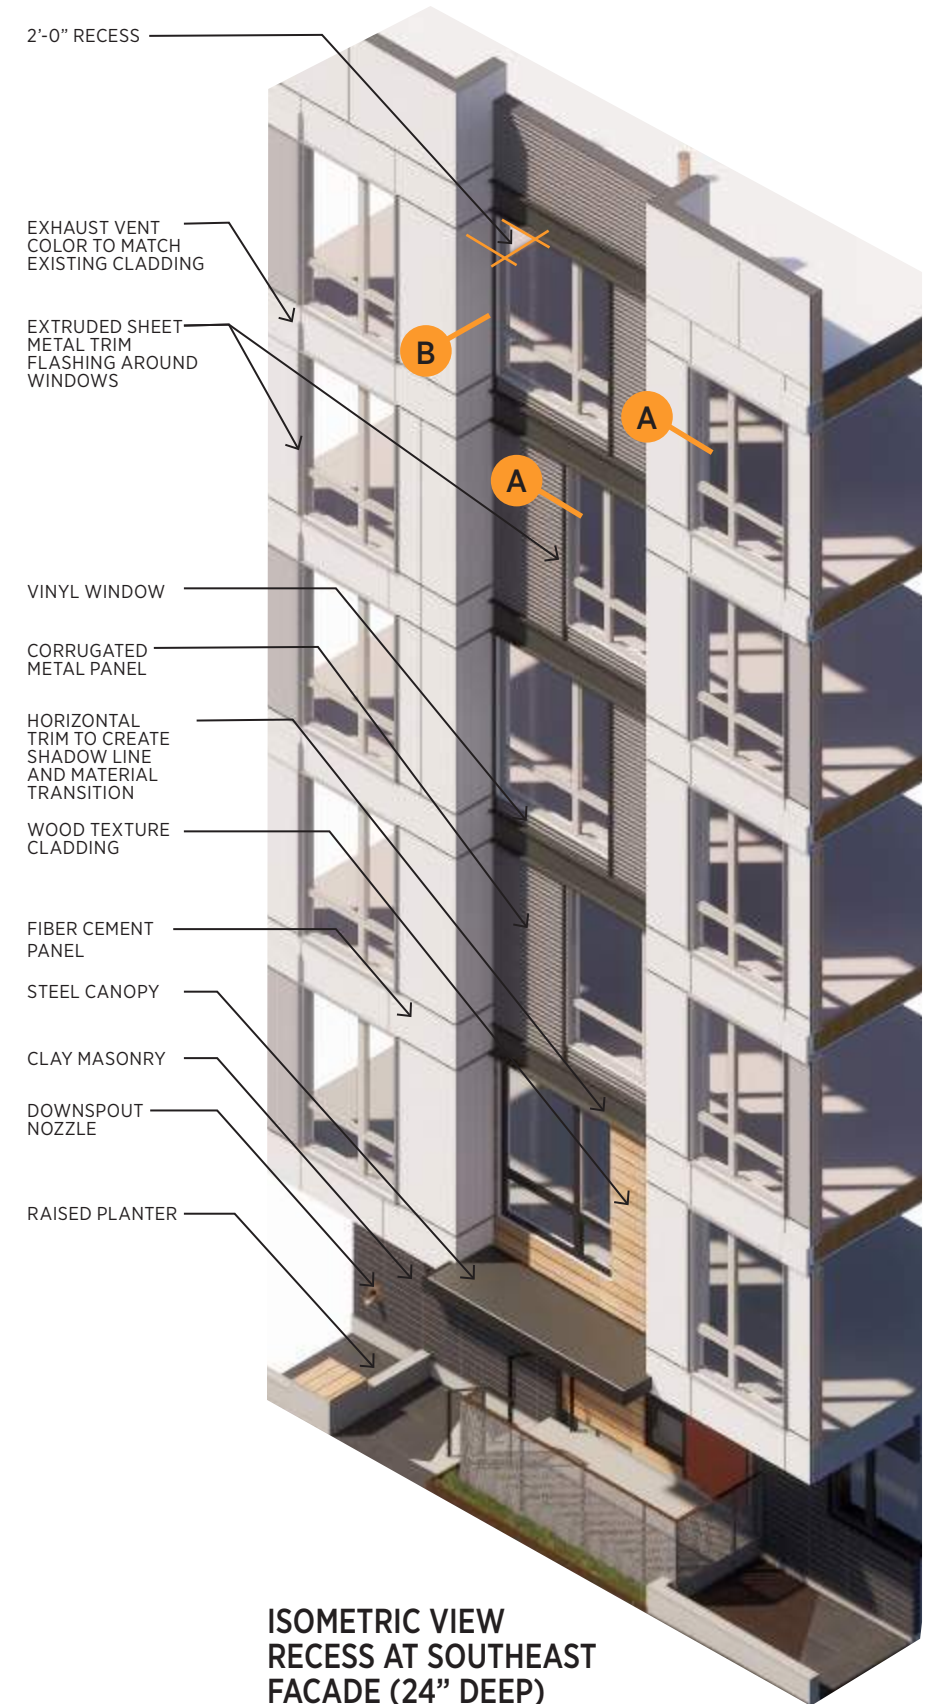 2’-0” RECESS
EXHAUST VENT
COLOR TO MATCH
EXISTING CLADDING
EXTRUDED SHEET
METAL TRIM
FLASHING AROUND
WINDOWS
B
A
A
VINYL WINDOW
CORRUGATED
METAL PANEL
HORIZONTAL
TRIM TO CREATE
SHADOW LINE
AND MATERIAL
TRANSITION
WOOD TEXTURE
CLADDING
FIBER CEMENT
PANEL
STEEL CANOPY
CLAY MASONRY
DOWNSPOUT
NOZZLE
RAISED PLANTER
ISOMETRIC VIEW
RECESS AT SOUTHEAST
FACADE (24” DEEP)